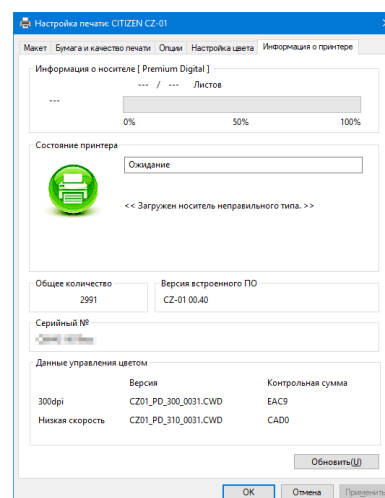 Настройка печати: CITIZEN CZ-01
Макет Бумага и качество печати Опции Настройка цвета Информация о принтере
Информация о носителе [ Premium Digital ]
--- / --- Листов
---
0% 50% 100%
Состояние принтера
Ожидание
<< Загружен носитель неправильного типа. >>
Общее количество Версия встроенного ПО
2991 CZ-01 00.40
Серийный №
Данные управления цветом
Версия Контрольная сумма
300dpi CZ01_PD_300_0031.CWD EAC9
Низкая скорость CZ01_PD_310_0031.CWD CAD0
Обновить(U)
OK Отмена Применить